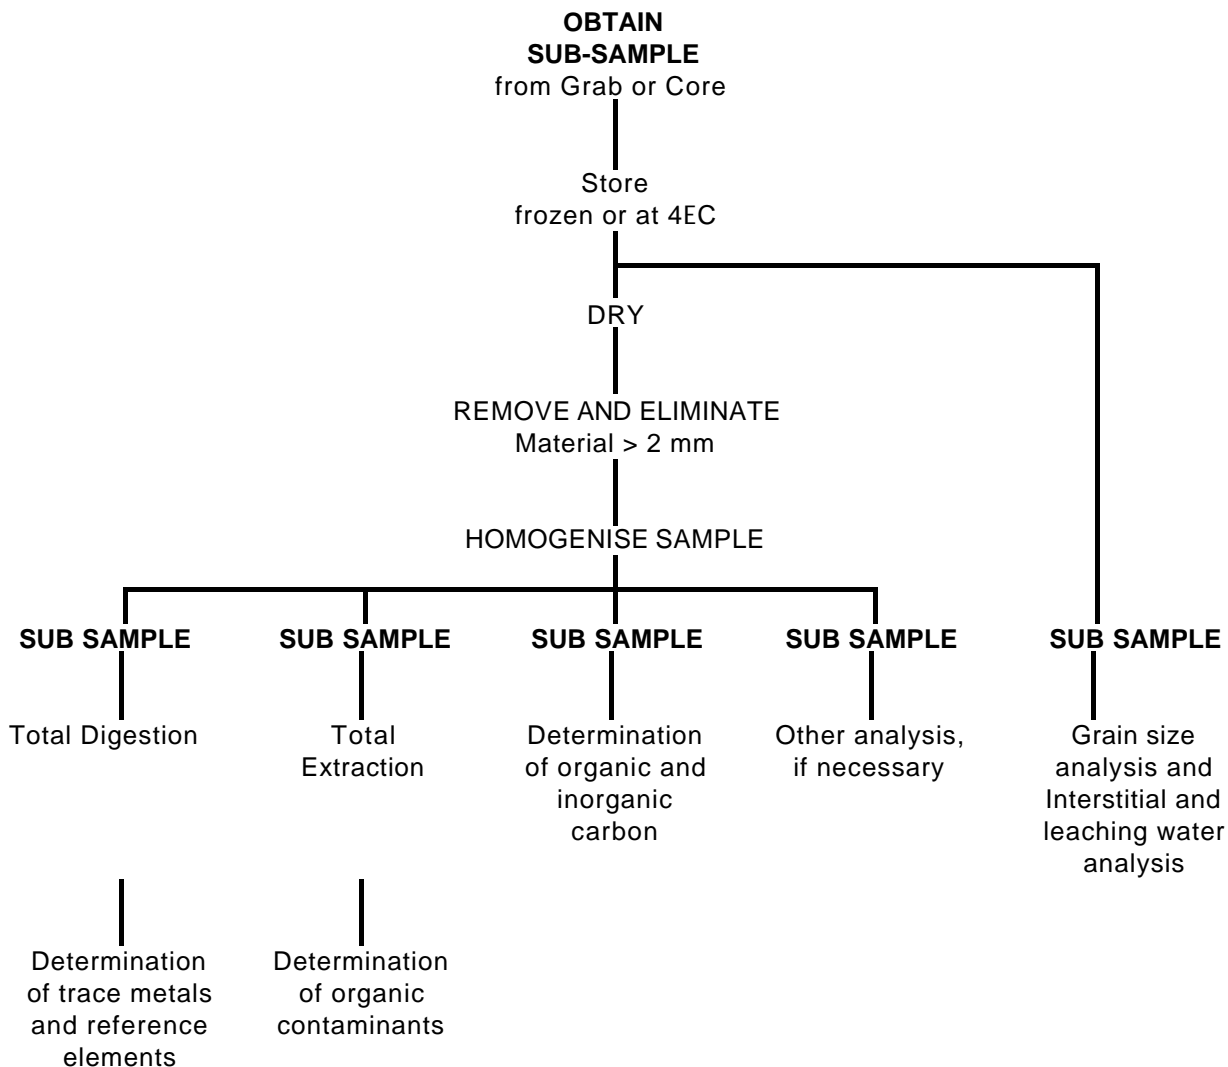 OBTAIN
SUB-SAMPLE
from Grab or Core
Store
frozen or at 4EC
DRY
REMOVE AND ELIMINATE
Material > 2 mm
HOMOGENISE SAMPLE
SUB SAMPLE
Total Digestion
Determination
of trace metals
and reference
elements
SUB SAMPLE
Total
Extraction
Determination
of organic
contaminants
SUB SAMPLE
Determination
of organic and
inorganic
carbon
SUB SAMPLE
Other analysis,
if necessary
SUB SAMPLE
Grain size
analysis and
Interstitial and
leaching water
analysis